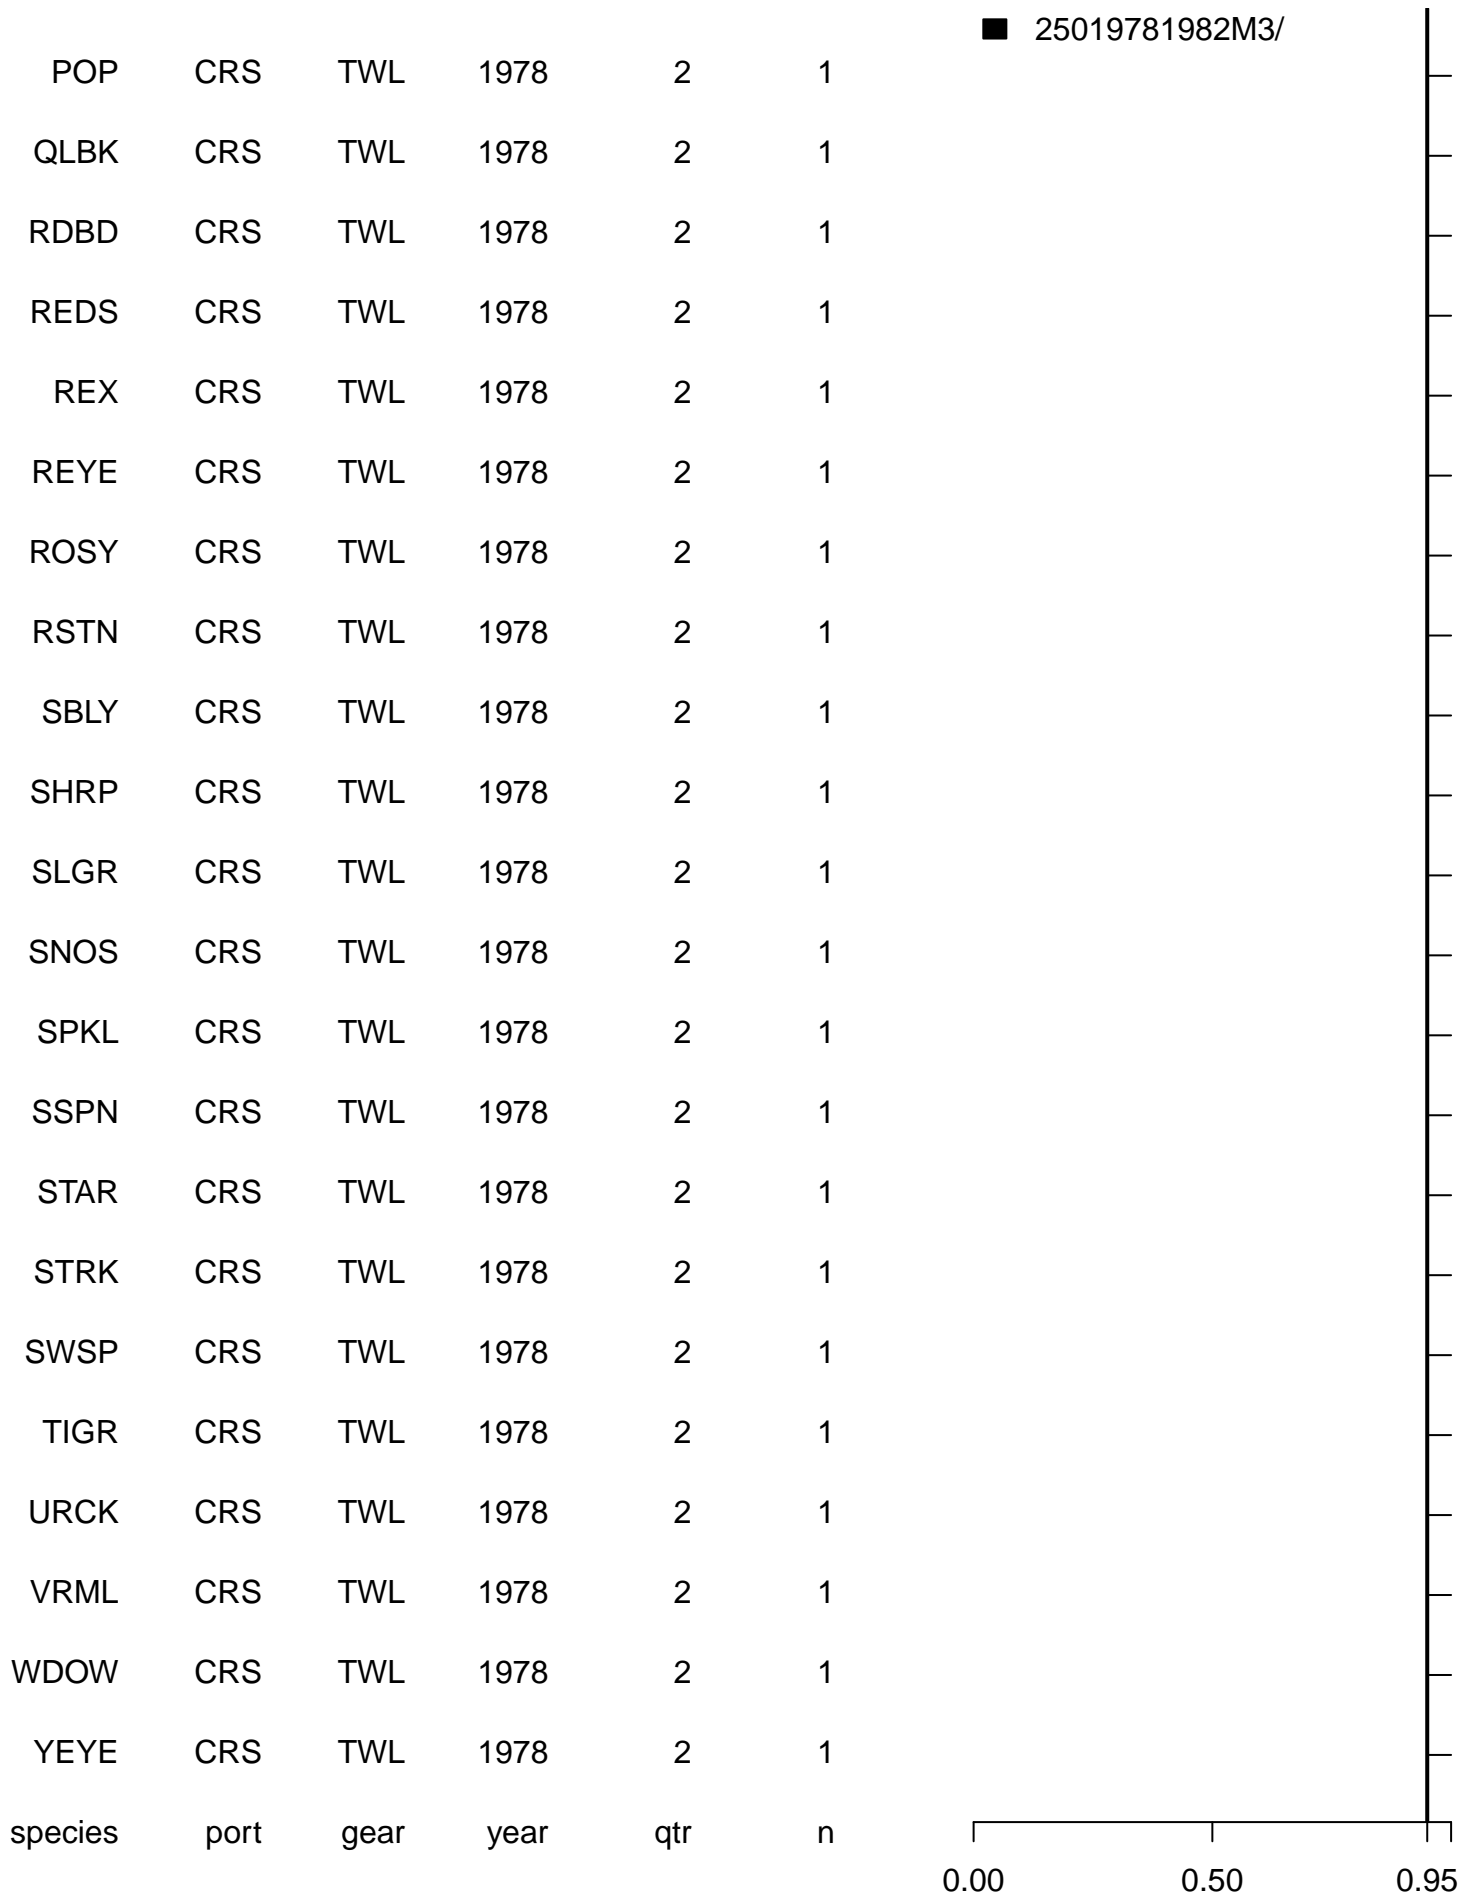 25019781982M3/
POP CRS TWL 1978 2 1
QLBK CRS TWL 1978 2 1
RDBD CRS TWL 1978 2 1
REDS CRS TWL 1978 2 1
REX CRS TWL 1978 2 1
REYE CRS TWL 1978 2 1
ROSY CRS TWL 1978 2 1
RSTN CRS TWL 1978 2 1
SBLY CRS TWL 1978 2 1
SHRP CRS TWL 1978 2 1
SLGR CRS TWL 1978 2 1
SNOS CRS TWL 1978 2 1
SPKL CRS TWL 1978 2 1
SSPN CRS TWL 1978 2 1
STAR CRS TWL 1978 2 1
STRK CRS TWL 1978 2 1
SWSP CRS TWL 1978 2 1
TIGR CRS TWL 1978 2 1
URCK CRS TWL 1978 2 1
VRML CRS TWL 1978 2 1
WDOW CRS TWL 1978 2 1
YEYE CRS TWL 1978 2 1
species port gear year qtr n
0.00 0.50 0.95